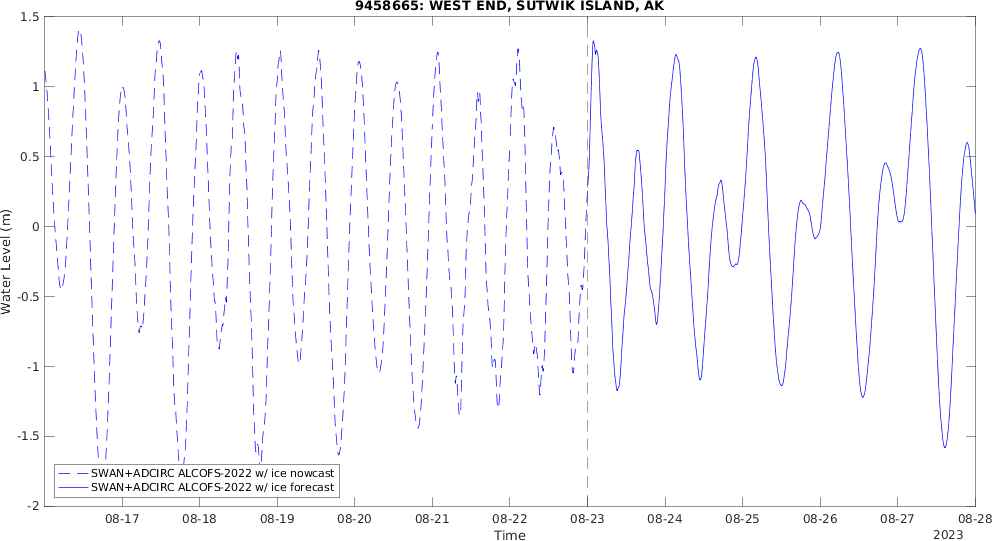 9458665: WEST END, SUTWIK ISLAND, AK
Water Level (m)
1.5
1
0.5
0
-0.5
-1
-1.5
-2
SWAN+ADCIRC ALCOFS-2022 w/ ice nowcast
SWAN+ADCIRC ALCOFS-2022 w/ ice forecast
08-17 08-18 08-19 08-20 08-21 08-22 08-23 08-24 08-25 08-26 08-27 08-28
Time
2023